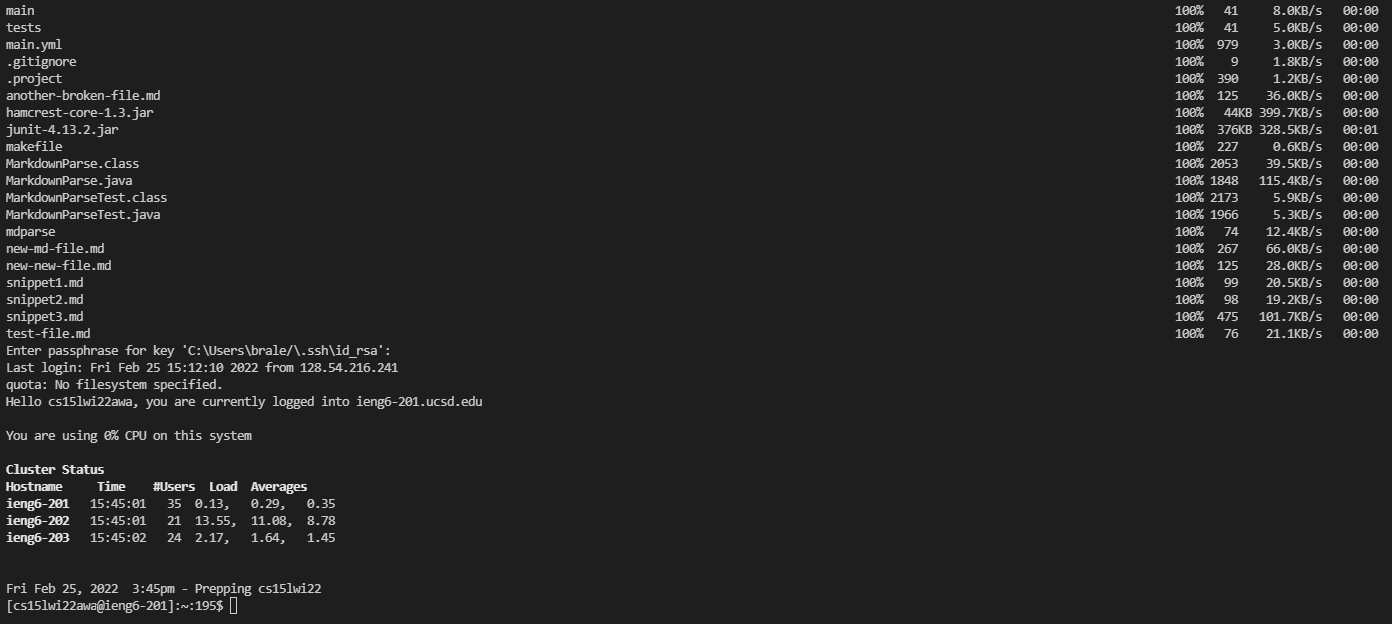 main 100% 41 8.0KB/s 00:00
tests 100% 41 5.0KB/s 00:00
main.yml 100% 979 3.0KB/s 00:00
.gitignore 100% 9 1.8KB/s 00:00
.project 100% 390 1.2KB/s 00:00
another-broken-file.md 100% 125 36.0KB/s 00:00
hamcrest-core-1.3.jar 100% 44KB 399.7KB/s 00:00
junit-4.13.2.jar 100% 376KB 328.5KB/s 00:01
makefile 100% 227 0.6KB/s 00:00
MarkdownParse.class 100% 2053 39.5KB/s 00:00
MarkdownParse.java 100% 1848 115.4KB/s 00:00
MarkdownParseTest.class 100% 2173 5.9KB/s 00:00
MarkdownParseTest.java 100% 1966 5.3KB/s 00:00
mdparse 100% 74 12.4KB/s 00:00
new-md-file.md 100% 267 66.0KB/s 00:00
new-new-file.md 100% 125 28.0KB/s 00:00
snippet1.md 100% 99 20.5KB/s 00:00
snippet2.md 100% 98 19.2KB/s 00:00
snippet3.md 100% 475 101.7KB/s 00:00
test-file.md 100% 76 21.1KB/s 00:00
Enter passphrase for key 'C:\Users\brale/\.ssh\id_rsa':
Last login: Fri Feb 25 15:12:10 2022 from 128.54.216.241
quota: No filesystem specified.
Hello cs15lwi22awa, you are currently logged into ieng6-201.ucsd.edu
You are using 0% CPU on this system
Cluster Status
Hostname Time #Users Load Averages
ieng6-201 15:45:01 35 0.13, 0.29, 0.35
ieng6-202 15:45:01 21 13.55, 11.08, 8.78
ieng6-203 15:45:02 24 2.17, 1.64, 1.45
Fri Feb 25, 2022 3:45pm - Prepping cs15lwi22
[cs15lwi22awa@ieng6-201]:~:195$